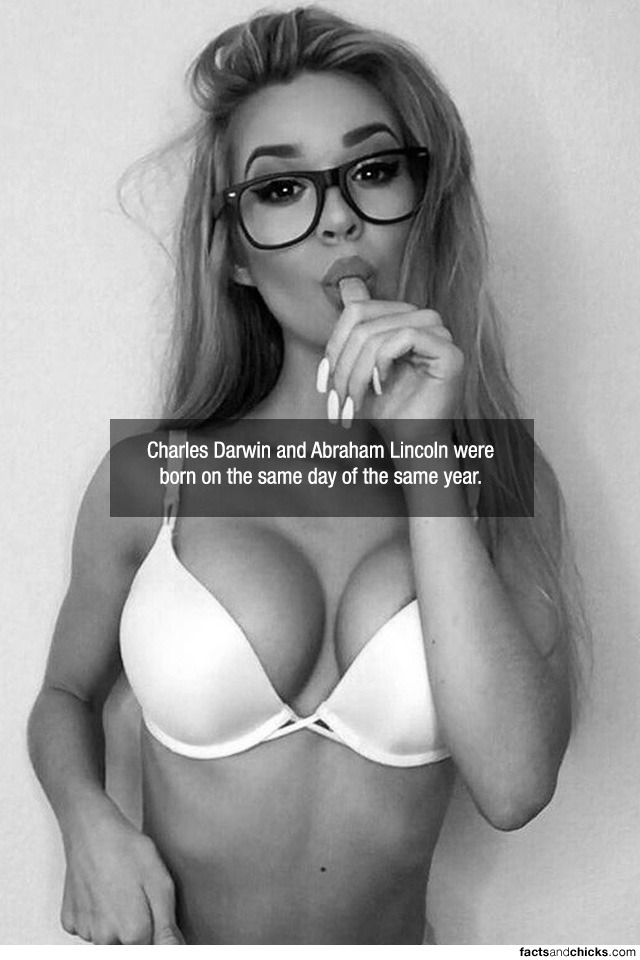 Charles Darwin and Abraham Lincoln were
born on the same day of the same year.
factsandchicks.com